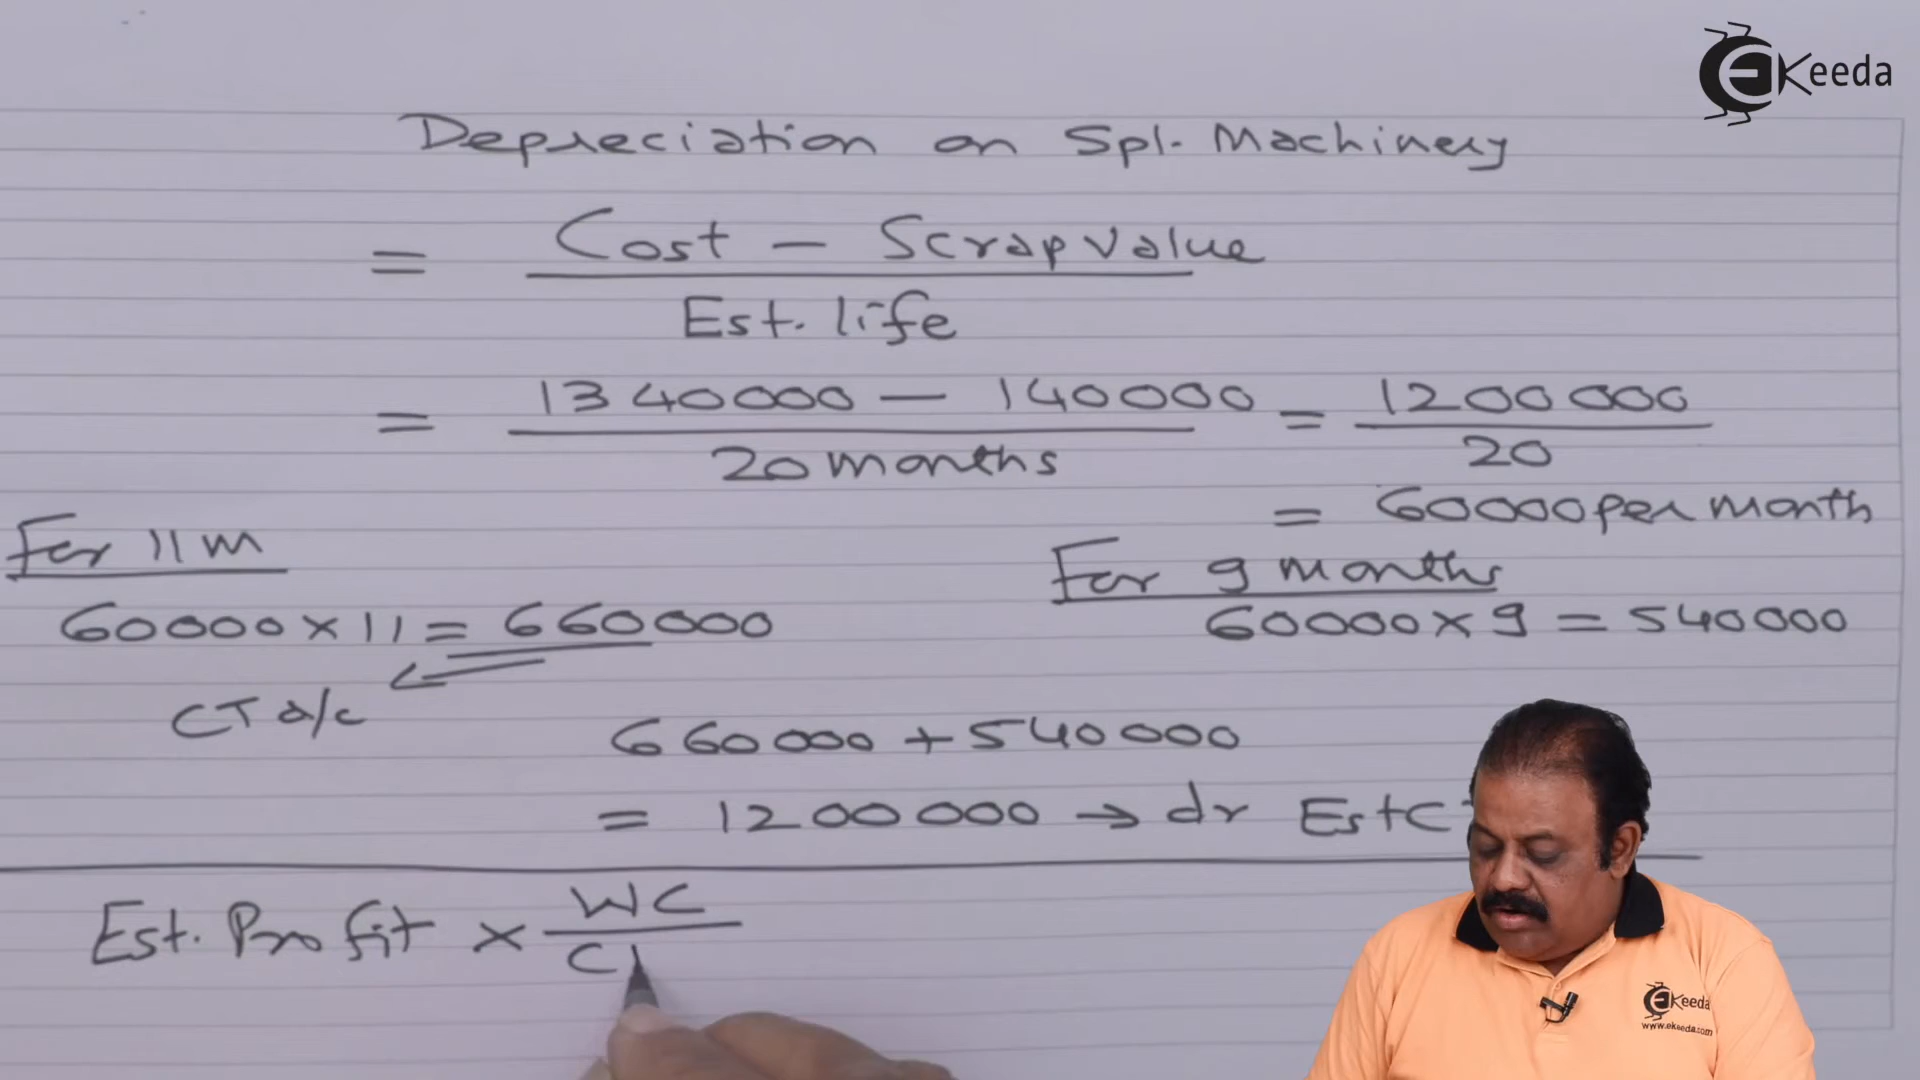 EKeeda
Depreciation on Spl. Machinery
= Cost - Scrap Value
Est. life
= 1340000 - 140000 = 1200000
20 months 20
= 60000 per month
For 11 m
60000 x 11 = 660000
CT a/c
For 9 months
60000 x 9 = 540000
660000 + 540000
= 1200000 → dr Est C
Est. Profit x WC
C
EKeeda
www.ekeeda.com